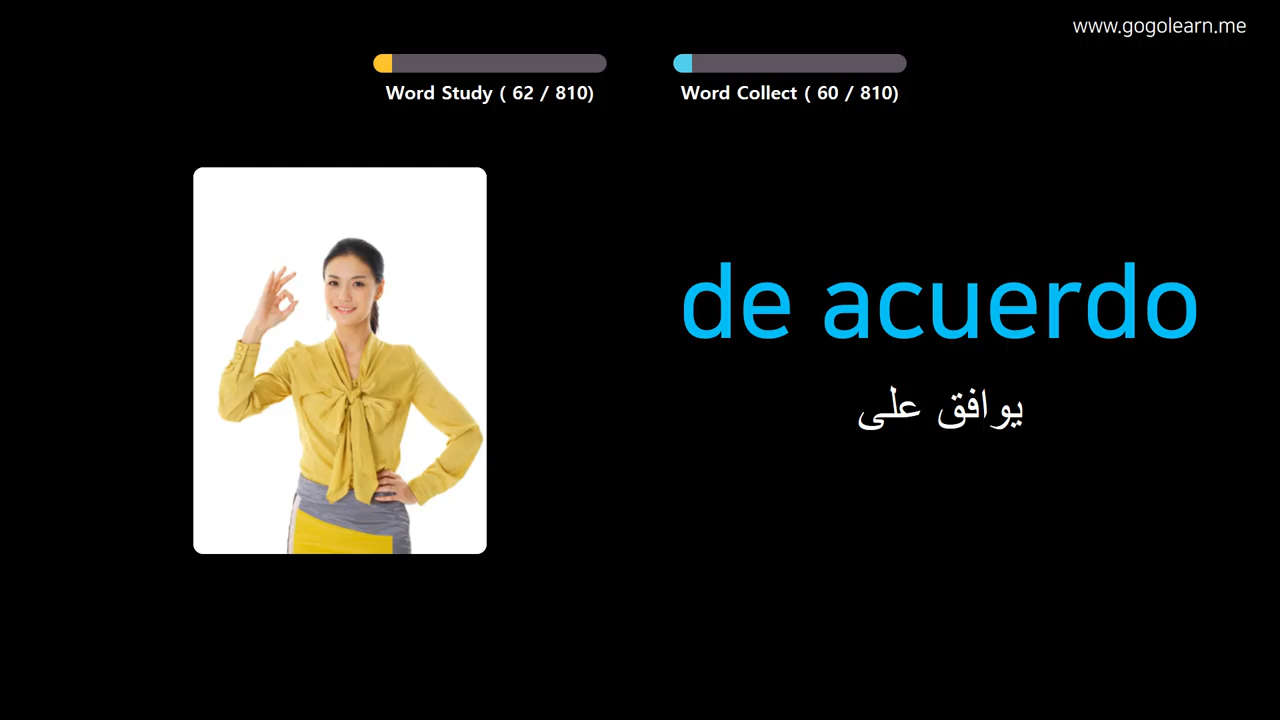 www.gogolearn.me
Word Study ( 62 / 810)
Word Collect ( 60 / 810)
de acuerdo
يوافق على